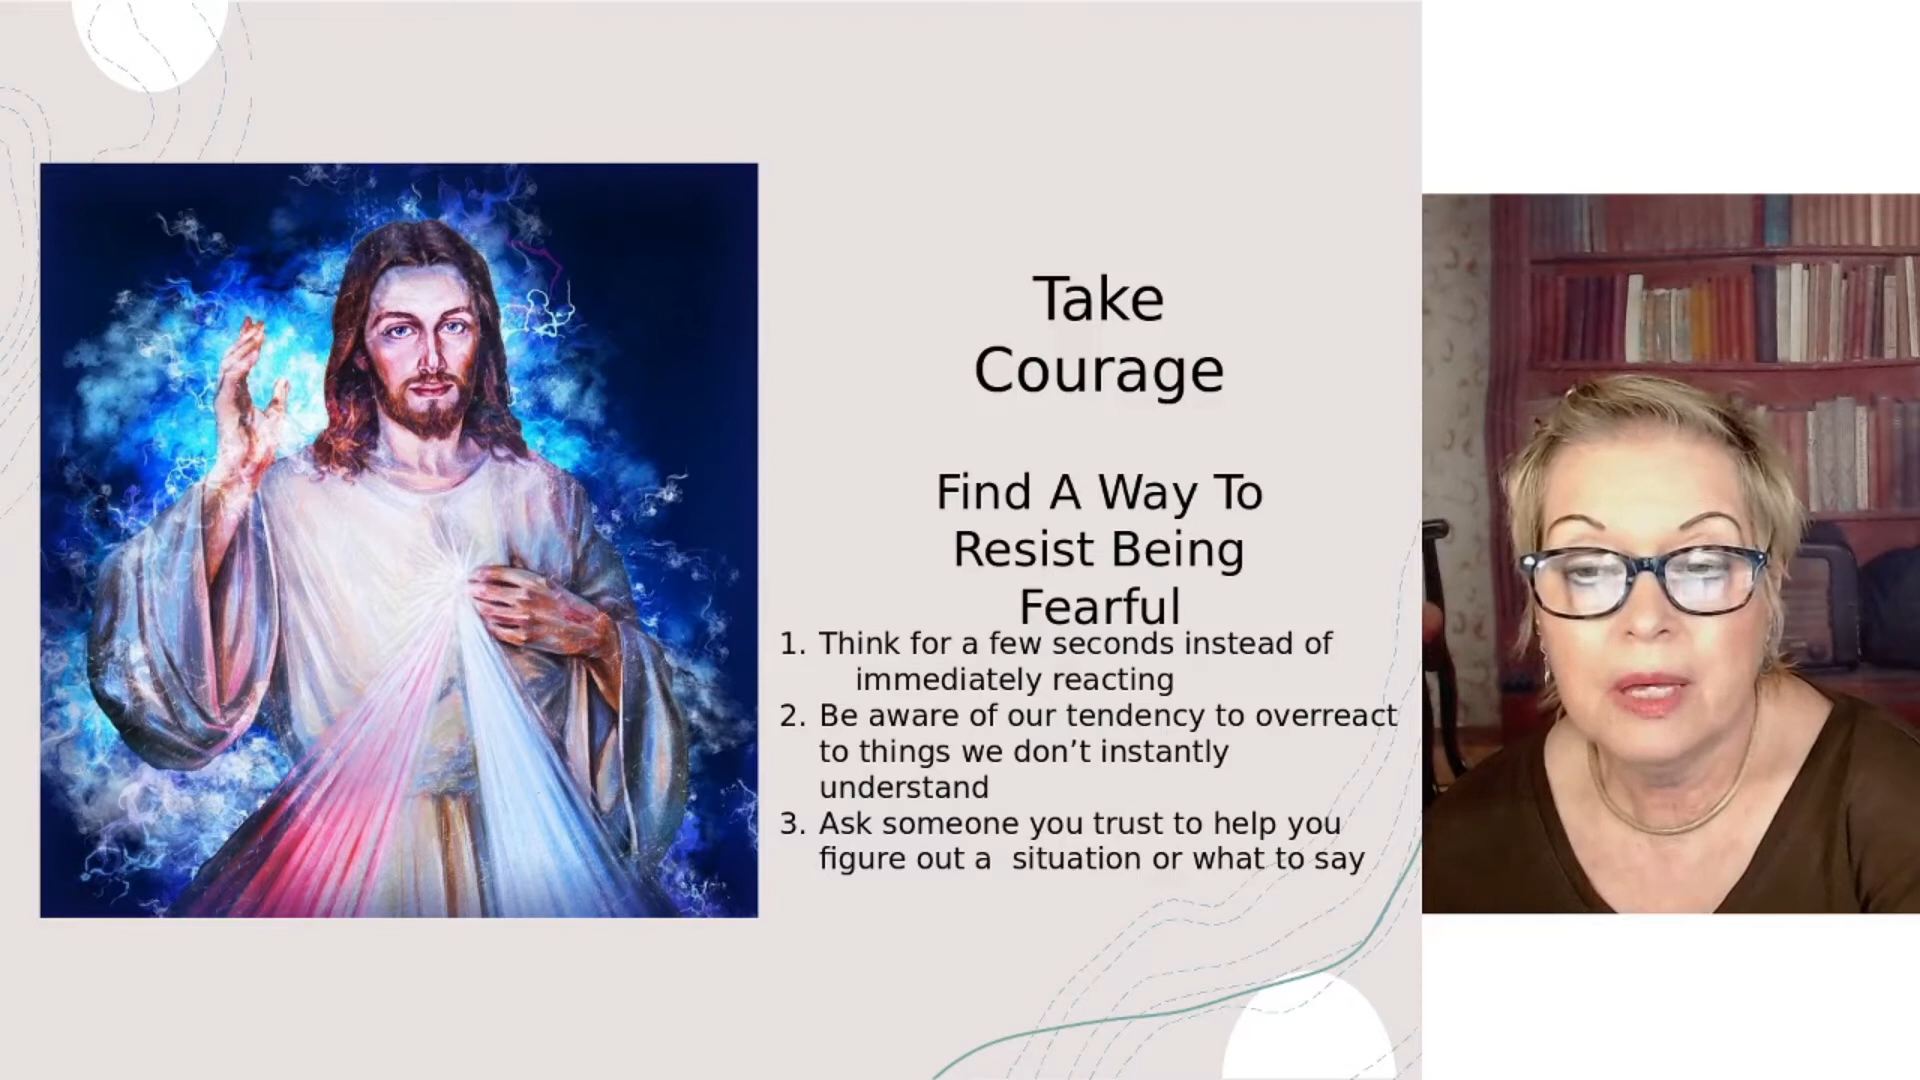 Take
Courage
Find A Way To
Resist Being
Fearful
1. Think for a few seconds instead of
immediately reacting
2. Be aware of our tendency to overreact
to things we don’t instantly
understand
3. Ask someone you trust to help you
figure out a  situation or what to say